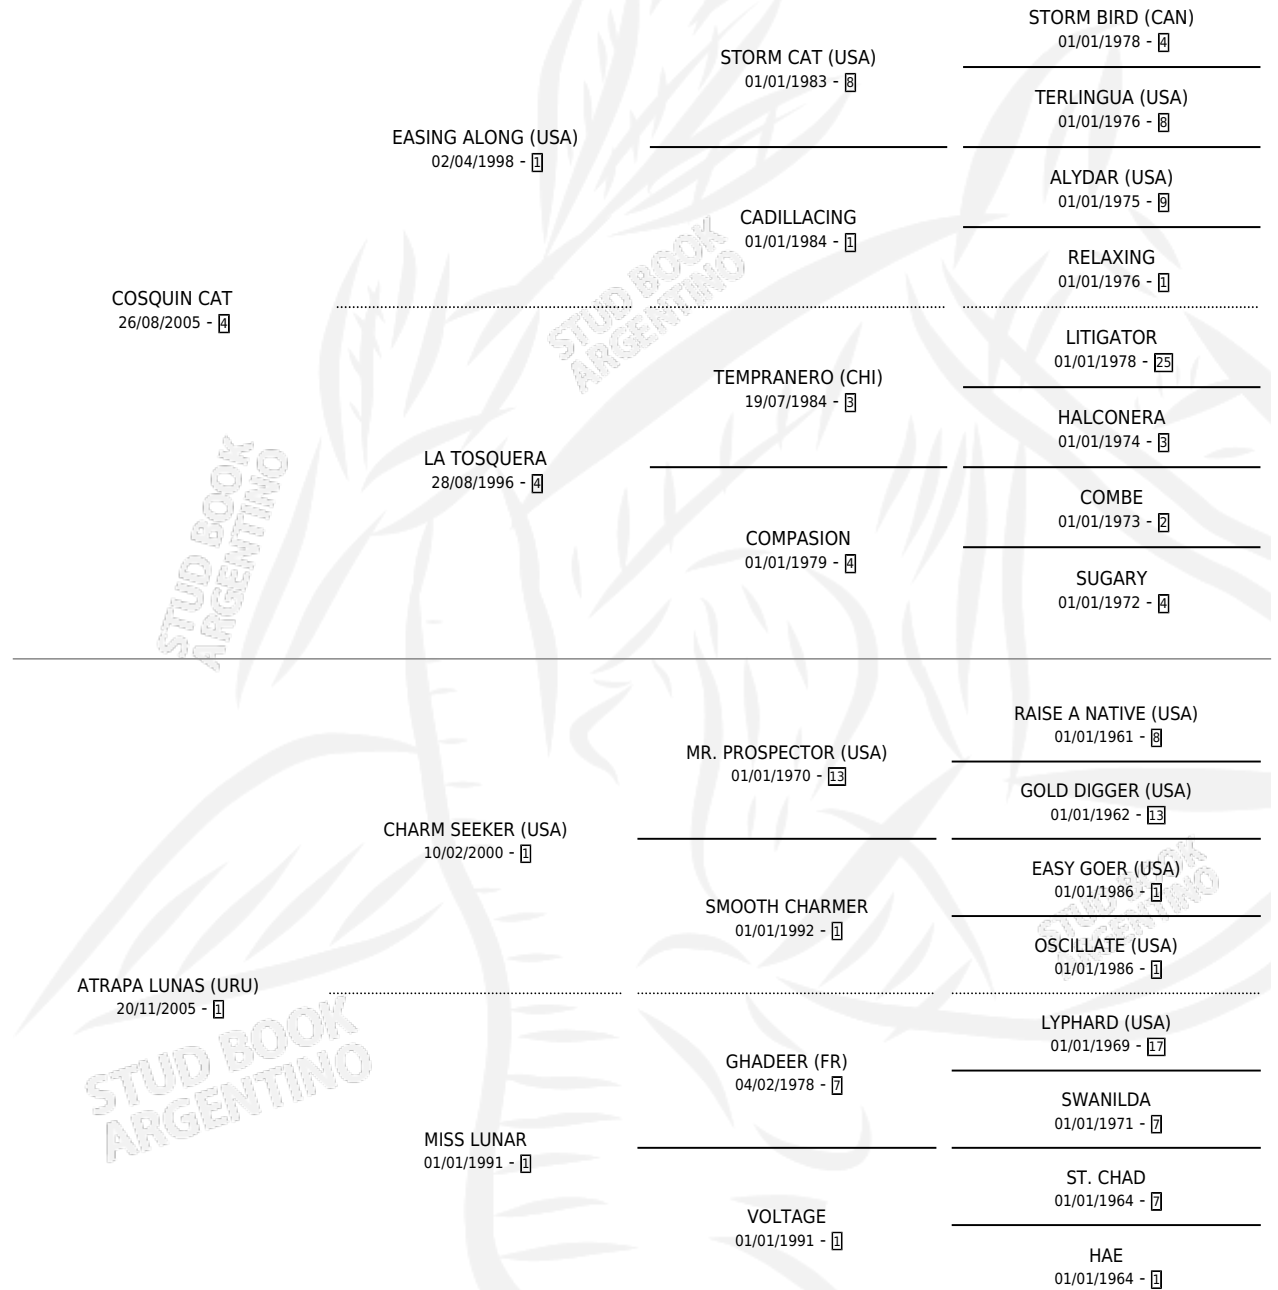 STORM BIRD (CAN)
01/01/1978 - 4
STORM CAT (USA)
01/01/1983 - 8
TERLINGUA (USA)
01/01/1976 - 8
EASING ALONG (USA)
02/04/1998 - 1
ALYDAR (USA)
01/01/1975 - 9
CADILLACING
01/01/1984 - 1
RELAXING
01/01/1976 - 1
STUD BOOK
ARGENTINO
COSQUIN CAT
26/08/2005 - 4
LITIGATOR
01/01/1978 - 25
TEMPRANERO (CHI)
19/07/1984 - 3
HALCONERA
01/01/1974 - 3
LA TOSQUERA
28/08/1996 - 4
COMBE
01/01/1973 - 2
COMPASION
01/01/1979 - 4
SUGARY
01/01/1972 - 4
STUD BOOK
ARGENTINO
RAISE A NATIVE (USA)
01/01/1961 - 8
MR. PROSPECTOR (USA)
01/01/1970 - 13
GOLD DIGGER (USA)
01/01/1962 - 13
CHARM SEEKER (USA)
10/02/2000 - 1
EASY GOER (USA)
01/01/1986 - 1
SMOOTH CHARMER
01/01/1992 - 1
STUD BOOK
ARGENTINO
OSCILLATE (USA)
01/01/1986 - 1
ATRAPA LUNAS (URU)
20/11/2005 - 1
LYPHARD (USA)
01/01/1969 - 17
GHADEER (FR)
04/02/1978 - 7
STUD BOOK
ARGENTINO
SWANILDA
01/01/1971 - 7
MISS LUNAR
01/01/1991 - 1
ST. CHAD
01/01/1964 - 7
VOLTAGE
01/01/1991 - 1
HAE
01/01/1964 - 1